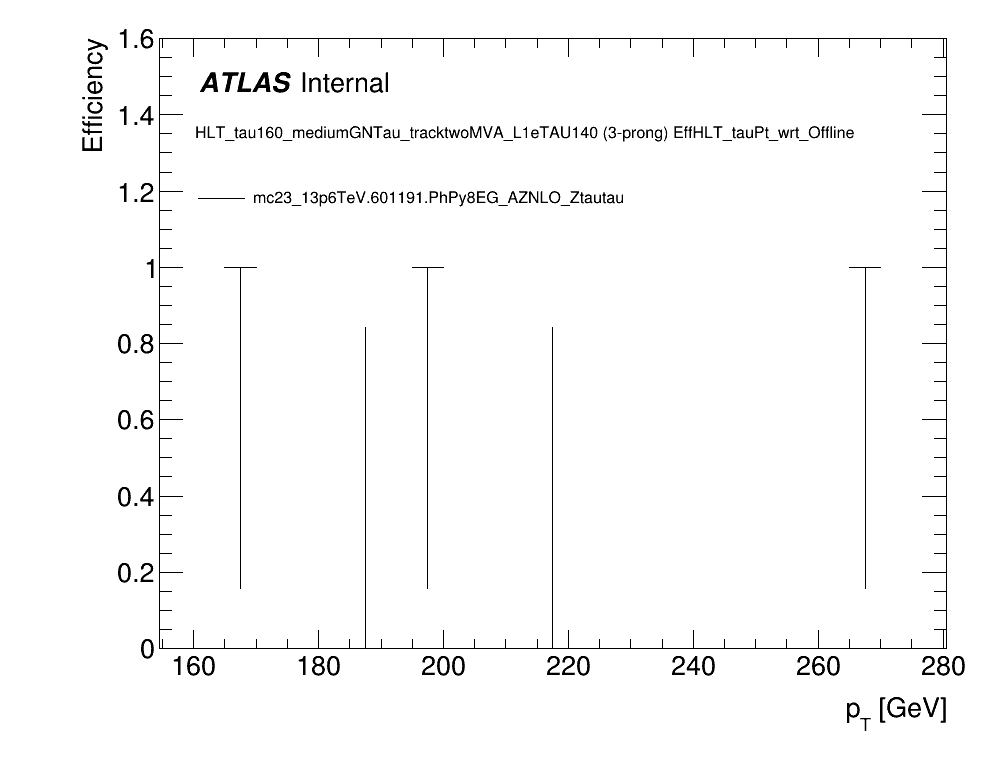 Efficiency
1.6
1.4
1.2
1
0.8
0.6
0.4
0.2
0
ATLAS Internal
HLT_tau160_mediumGNTau_tracktwoMVA_L1eTAU140 (3-prong) EffHLT_tauPt_wrt_Offline
mc23_13p6TeV.601191.PhPy8EG_AZNLO_Ztautau
160 180 200 220 240 260 280
p_T [GeV]